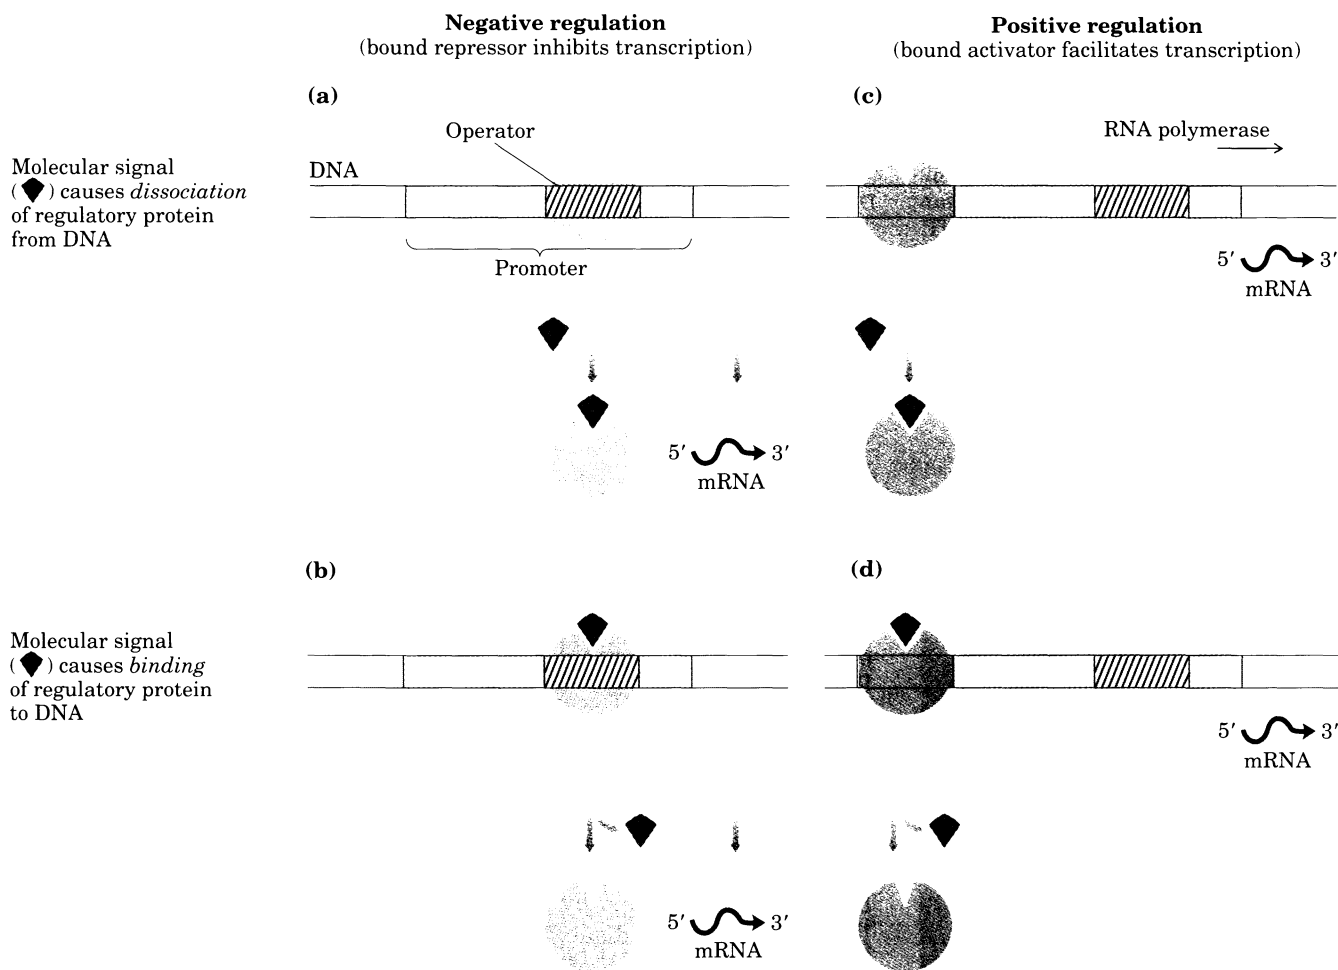 Negative regulation
(bound repressor inhibits transcription)
Positive regulation
(bound activator facilitates transcription)
Molecular signal
( ) causes dissociation
of regulatory protein
from DNA
(a)
Operator
DNA
Promoter
5′ 3′
mRNA
(c)
RNA polymerase
5′ 3′
mRNA
Molecular signal
( ) causes binding
of regulatory protein
to DNA
(b)
5′ 3′
mRNA
(d)
5′ 3′
mRNA